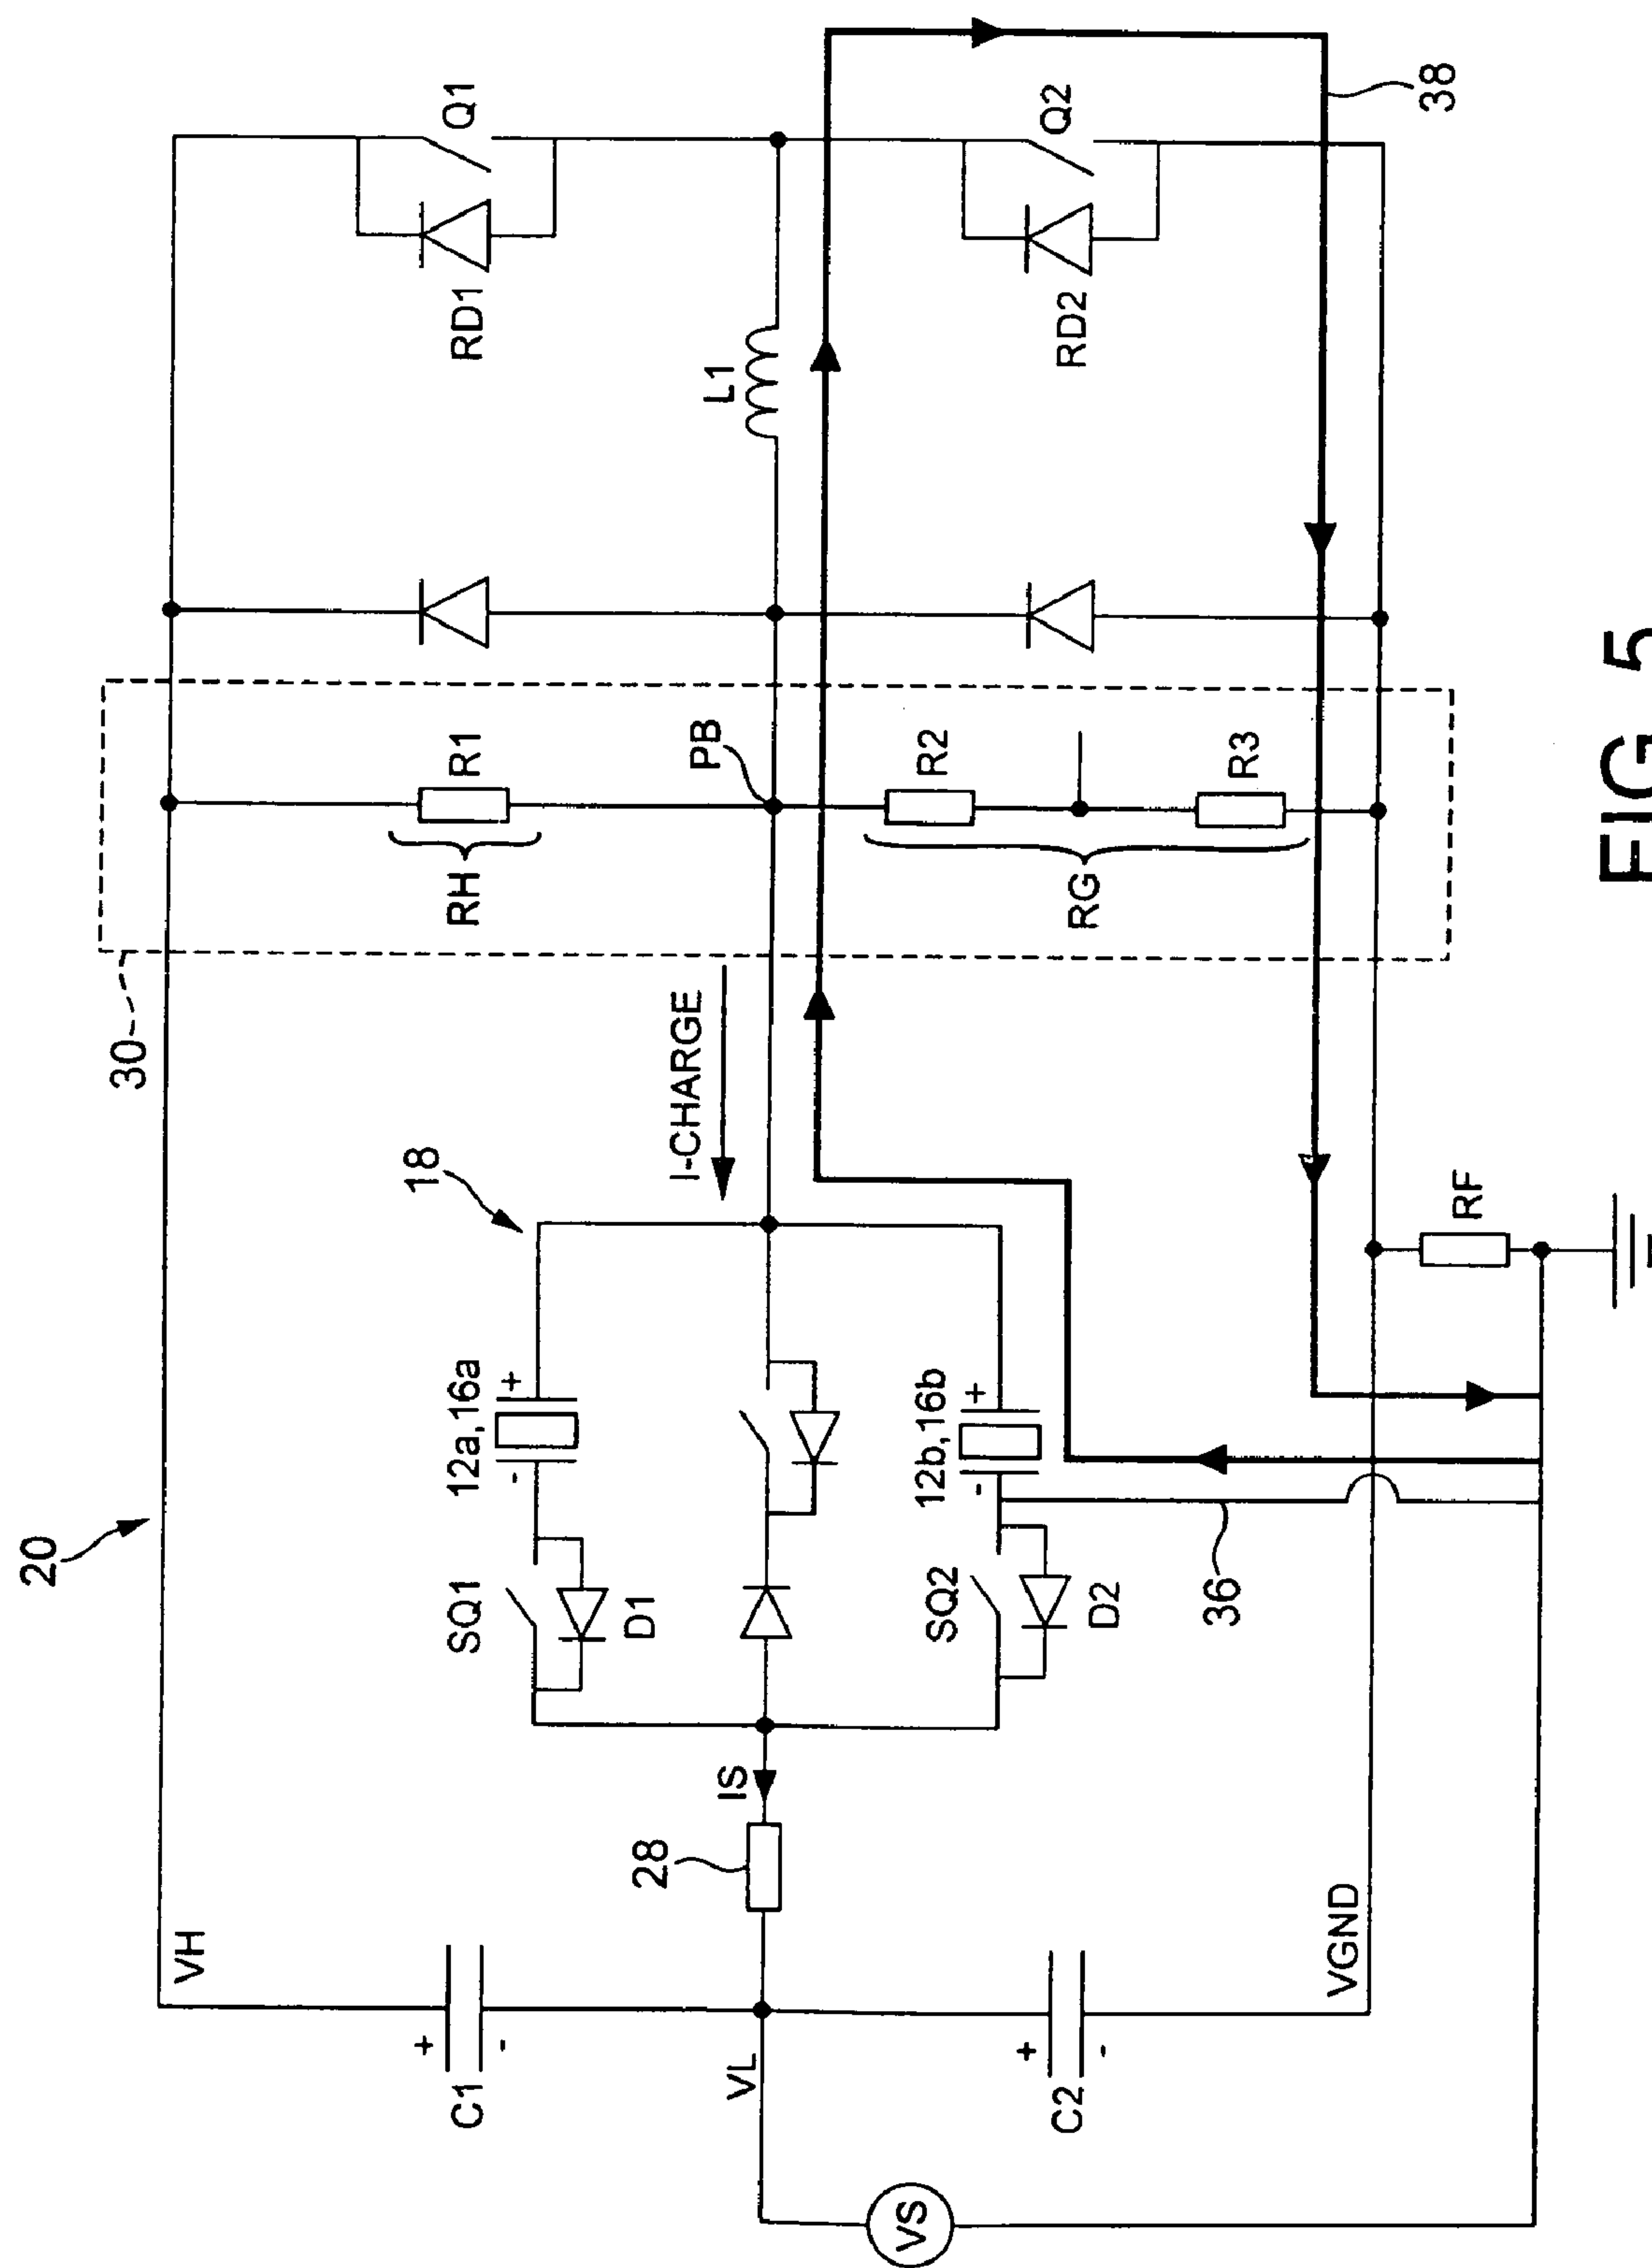 20
30
VH
C1
+
-
VL
C2
+
-
VGND
VS
28
IS
SQ1
D1
12a,16a
-
+
18
SQ2
D2
12b,16b
-
+
36
I-CHARGE
RF
RH
R1
PB
RG
R2
R3
L1
RD1
Q1
RD2
Q2
38
FIG 5